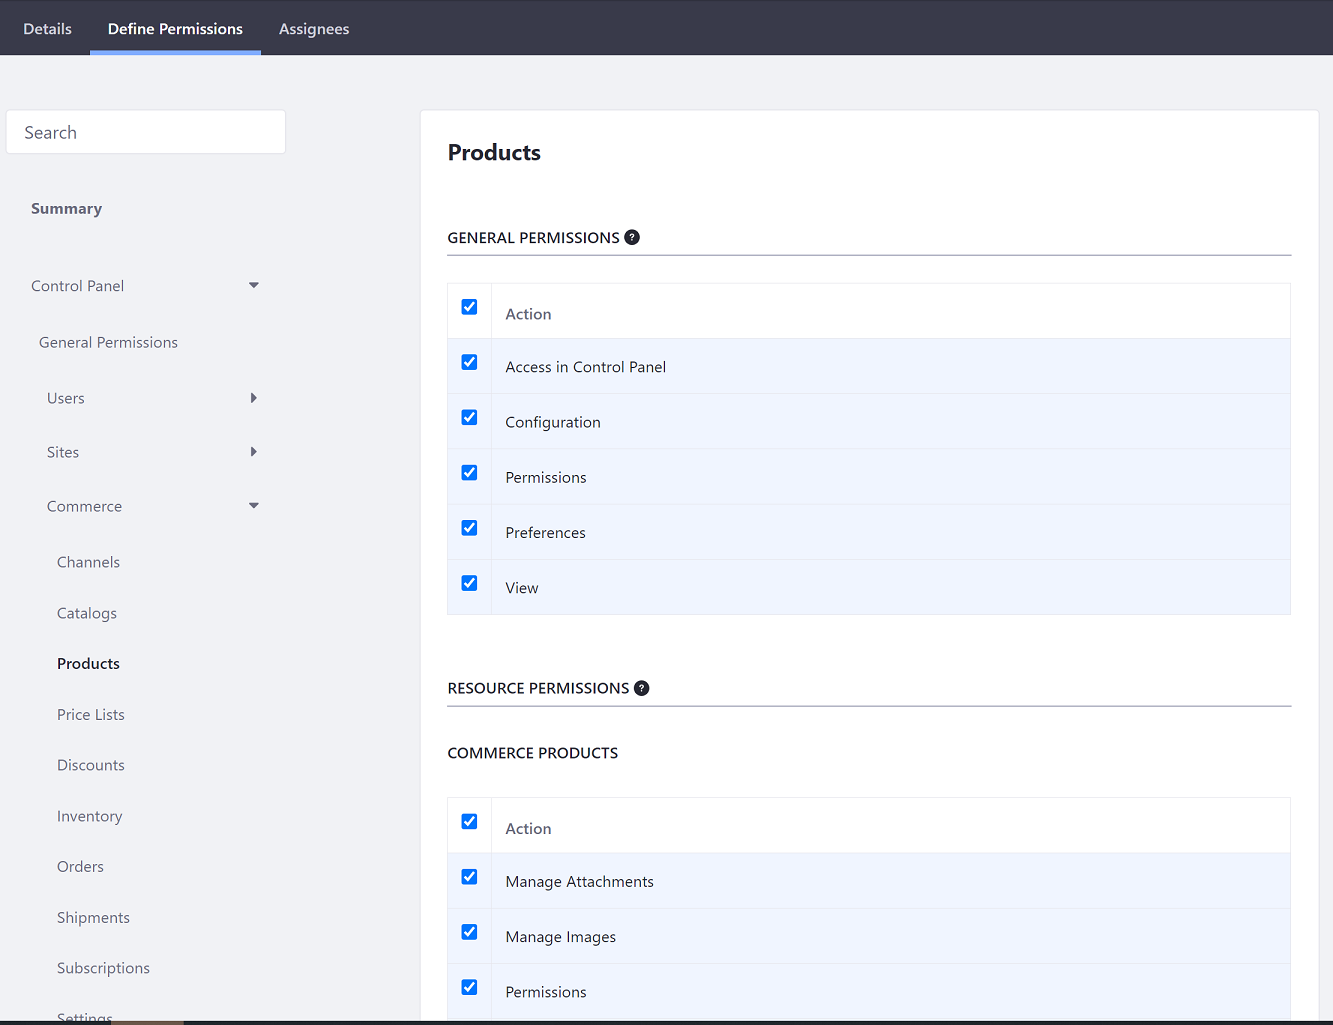 Details
Define Permissions
Assignees
Search
Summary
Control Panel
General Permissions
Users
Sites
Commerce
Channels
Catalogs
Products
Price Lists
Discounts
Inventory
Orders
Shipments
Subscriptions
Settings
Products
GENERAL PERMISSIONS ?
Action
Access in Control Panel
Configuration
Permissions
Preferences
View
RESOURCE PERMISSIONS ?
COMMERCE PRODUCTS
Action
Manage Attachments
Manage Images
Permissions